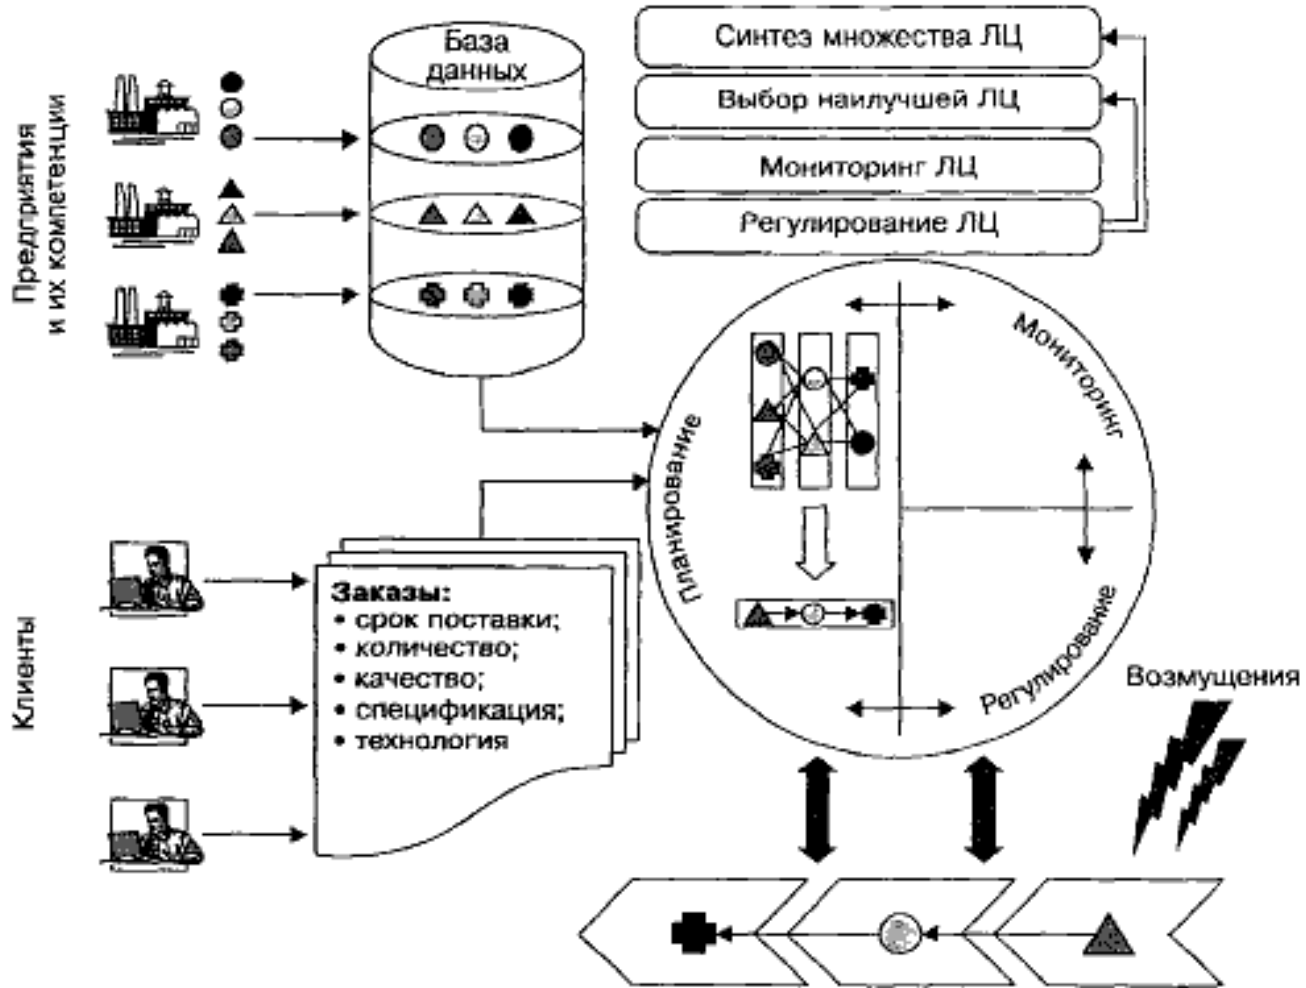 Предприятия
и их компетенции
База
данных
Синтез множества ЛЦ
Выбор наилучшей ЛЦ
Мониторинг ЛЦ
Регулирование ЛЦ
Планирование
Мониторинг
Регулирование
Клиенты
Заказы:
• срок поставки;
• количество;
• качество;
• спецификация;
• технология
Возмущения